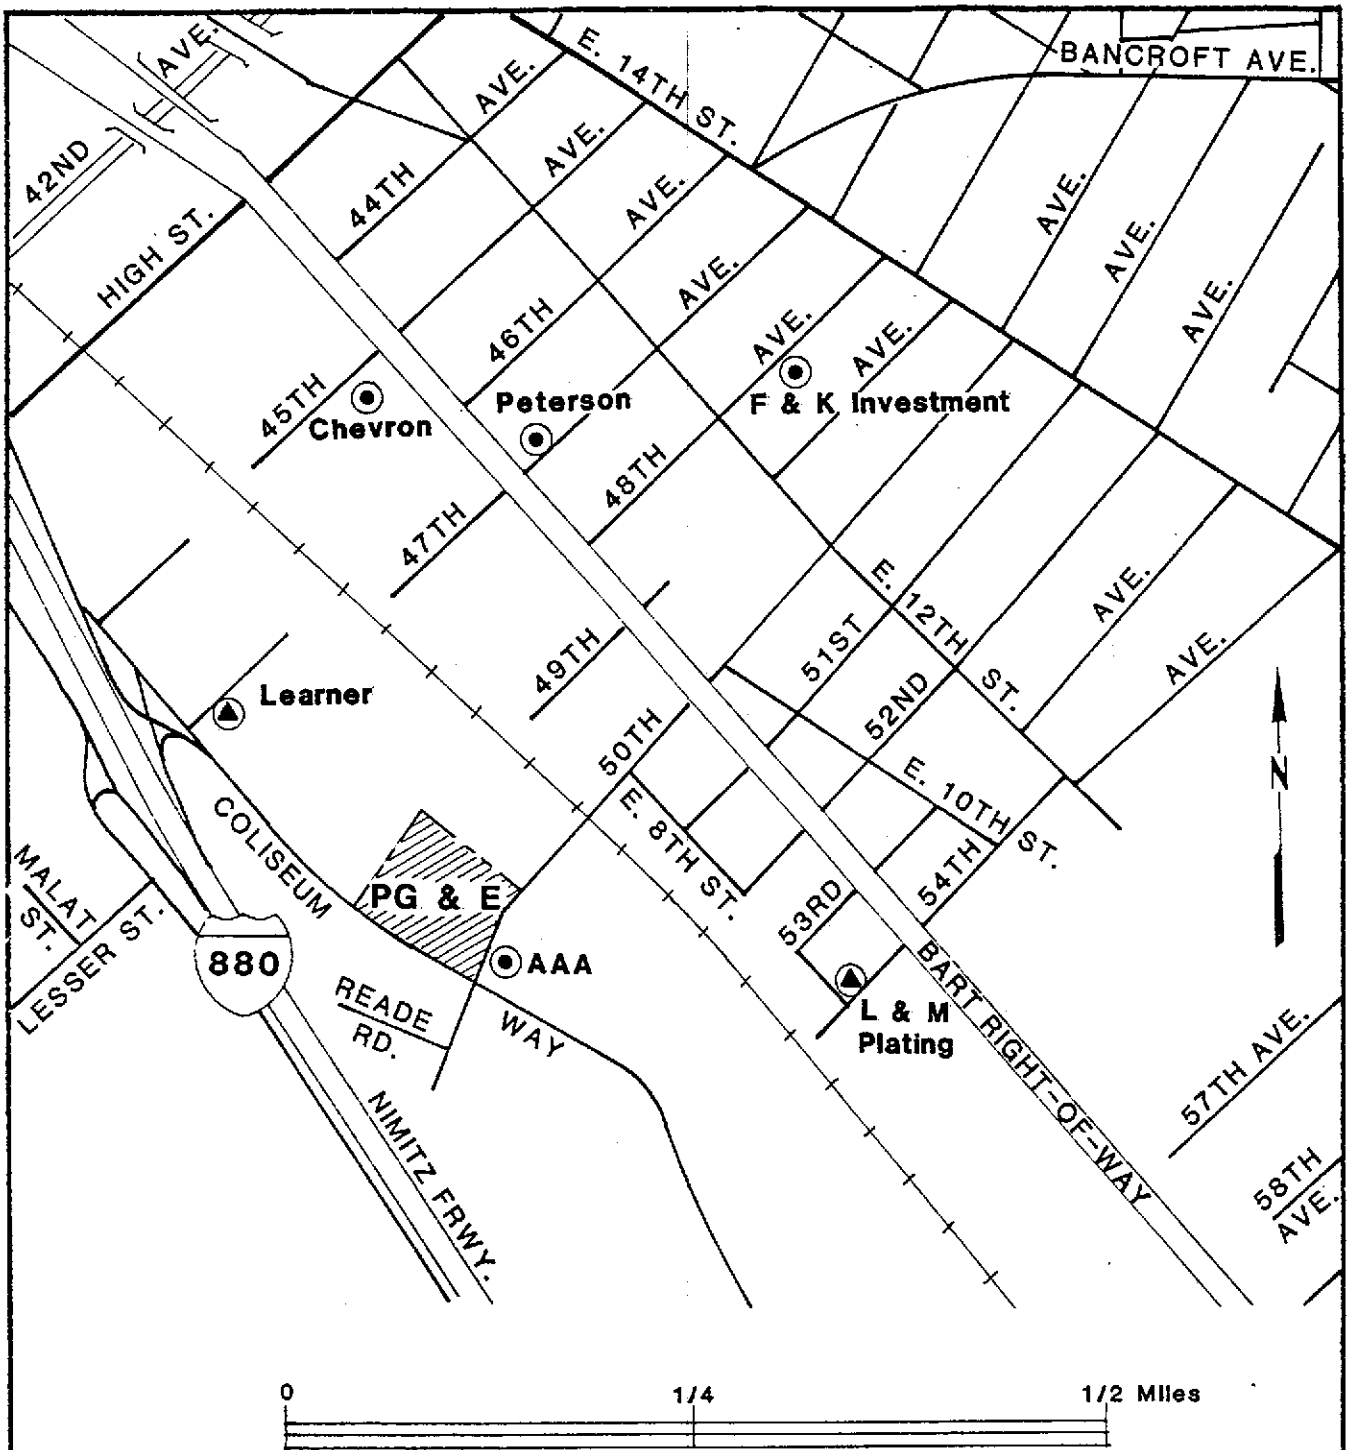 E. 14TH ST.
BANCROFT AVE.
AVE.
42ND
HIGH ST.
44TH
AVE.
AVE.
AVE.
AVE.
AVE.
AVE.
AVE.
AVE.
AVE.
45TH
46TH
Chevron
Peterson
F & K Investment
47TH
48TH
49TH
E. 12TH ST.
AVE.
AVE.
51ST
52ND
Learner
50TH
E. 10TH ST.
E. 8TH ST.
N
COLISEUM
WAY
MALAT
ST.
LESSER ST.
PG & E
53RD
54TH
880
AAA
READE
RD.
L & M
Plating
BART RIGHT-OF-WAY
NIMITZ FRWY.
57TH AVE.
58TH
AVE.
0 1/4 1/2 Miles